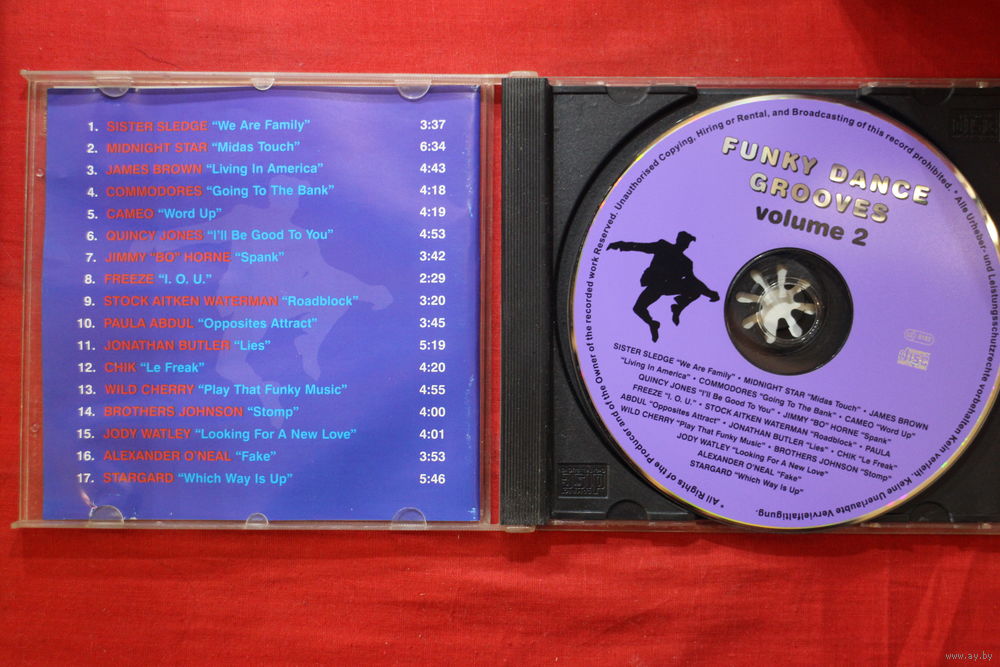 1. SISTER SLEDGE “We Are Family” 3:37
2. MIDNIGHT STAR “Midas Touch” 6:34
3. JAMES BROWN “Living In America” 4:43
4. COMMODORES “Going To The Bank” 4:18
5. CAMEO “Word Up” 4:19
6. QUINCY JONES “I’ll Be Good To You” 4:53
7. JIMMY “BO” HORNE “Spank” 3:42
8. FREEZE “I. O. U.” 2:29
9. STOCK AITKEN WATERMAN “Roadblock” 3:20
10. PAULA ABDUL “Opposites Attract” 3:45
11. JONATHAN BUTLER “Lies” 5:19
12. CHIK “Le Freak” 4:20
13. WILD CHERRY “Play That Funky Music” 4:55
14. BROTHERS JOHNSON “Stomp” 4:00
15. JODY WATLEY “Looking For A New Love” 4:01
16. ALEXANDER O’NEAL “Fake” 3:53
17. STARGARD “Which Way Is Up” 5:46
* All Rights of the Producer and of the Owner of the recorded work Reserved. Unauthorised Copying, Hiring or Rental, and Broadcasting of this record prohibited. * Alle Urheber- und Leistungsschutzrechte vorbehalten Kein verleih. Keine Unerlaubte Vervielfaltigung.
FUNKY DANCE
GROOVES
volume 2
SISTER SLEDGE “We Are Family” • MIDNIGHT STAR “Midas Touch” • JAMES BROWN
“Living In America” • COMMODORES “Going To The Bank” • CAMEO “Word Up”
QUINCY JONES “I’ll Be Good To You” • JIMMY “BO” HORNE “Spank”
FREEZE “I. O. U.” • STOCK AITKEN WATERMAN “Roadblock” • PAULA
ABDUL “Opposites Attract” • JONATHAN BUTLER “Lies” • CHIK “Le Freak”
WILD CHERRY “Play That Funky Music” • BROTHERS JOHNSON “Stomp”
JODY WATLEY “Looking For A New Love”
ALEXANDER O’NEAL “Fake”
STARGARD “Which Way Is Up”
www.ay.by